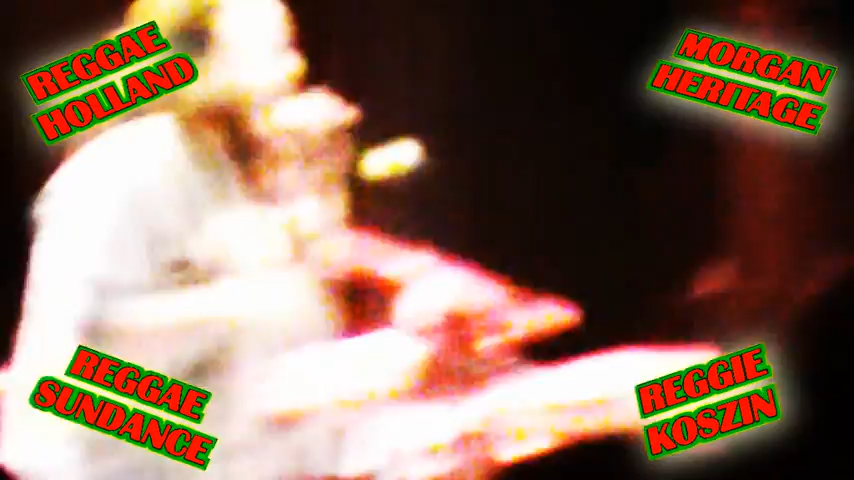 REGGAE
HOLLAND
MORGAN
HERITAGE
REGGAE
SUNDANCE
REGGIE
KOSZIN